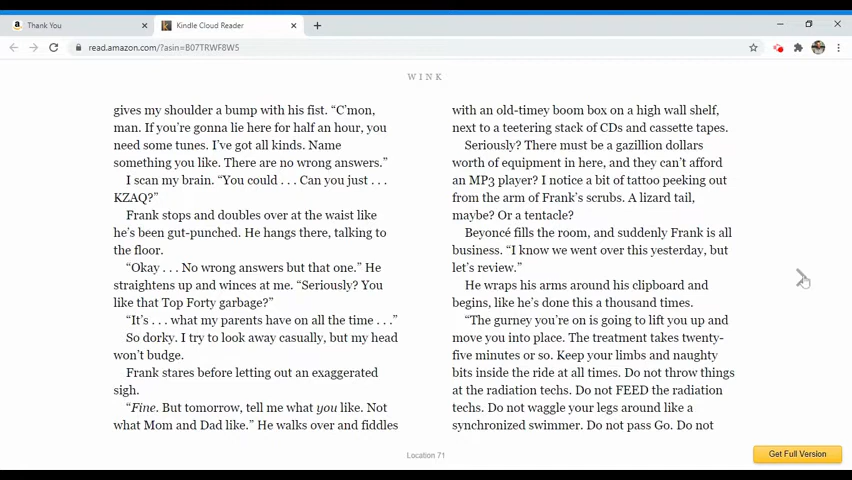 Thank You
Kindle Cloud Reader
read.amazon.com/?asin=B07TRWF8W5
WINK
gives my shoulder a bump with his fist. “C’mon,
man. If you’re gonna lie here for half an hour, you
need some tunes. I’ve got all kinds. Name
something you like. There are no wrong answers.”
I scan my brain. “You could . . . Can you just . . .
KZAQ?”
Frank stops and doubles over at the waist like
he’s been gut-punched. He hangs there, talking to
the floor.
“Okay . . . No wrong answers but that one.” He
straightens up and winces at me. “Seriously? You
like that Top Forty garbage?”
“It’s . . . what my parents have on all the time . . .”
So dorky. I try to look away casually, but my head
won’t budge.
Frank stares before letting out an exaggerated
sigh.
“Fine. But tomorrow, tell me what you like. Not
what Mom and Dad like.” He walks over and fiddles
with an old-timey boom box on a high wall shelf,
next to a teetering stack of CDs and cassette tapes.
Seriously? There must be a gazillion dollars
worth of equipment in here, and they can’t afford
an MP3 player? I notice a bit of tattoo peeking out
from the arm of Frank’s scrubs. A lizard tail,
maybe? Or a tentacle?
Beyoncé fills the room, and suddenly Frank is all
business. “I know we went over this yesterday, but
let’s review.”
He wraps his arms around his clipboard and
begins, like he’s done this a thousand times.
“The gurney you’re on is going to lift you up and
move you into place. The treatment takes twenty-
five minutes or so. Keep your limbs and naughty
bits inside the ride at all times. Do not throw things
at the radiation techs. Do not FEED the radiation
techs. Do not waggle your legs around like a
synchronized swimmer. Do not pass Go. Do not
Location 71
Get Full Version